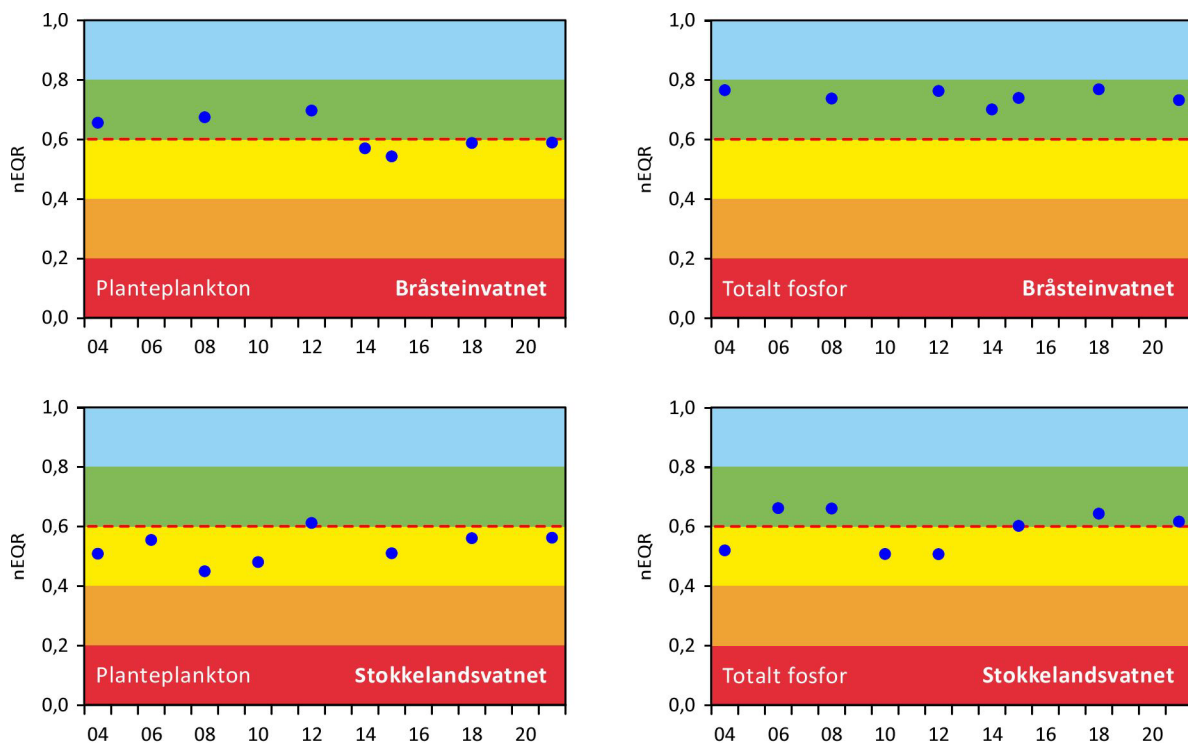 1,0
0,8
0,6
0,4
0,2
0,0
nEQR
Planteplankton Bråsteinvatnet
04 06 08 10 12 14 16 18 20
1,0
0,8
0,6
0,4
0,2
0,0
nEQR
Totalt fosfor Bråsteinvatnet
04 06 08 10 12 14 16 18 20
1,0
0,8
0,6
0,4
0,2
0,0
nEQR
Planteplankton Stokkelandsvatnet
04 06 08 10 12 14 16 18 20
1,0
0,8
0,6
0,4
0,2
0,0
nEQR
Totalt fosfor Stokkelandsvatnet
04 06 08 10 12 14 16 18 20